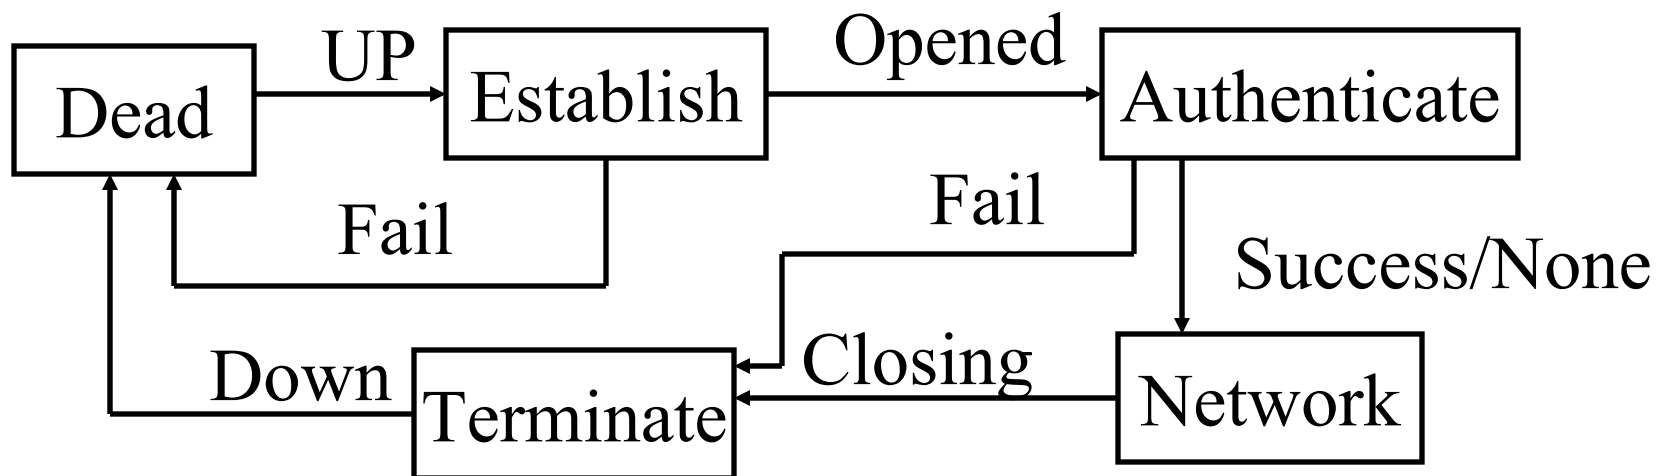 UP
Opened
Dead
Establish
Authenticate
Fail
Fail
Success/None
Closing
Down
Terminate
Network